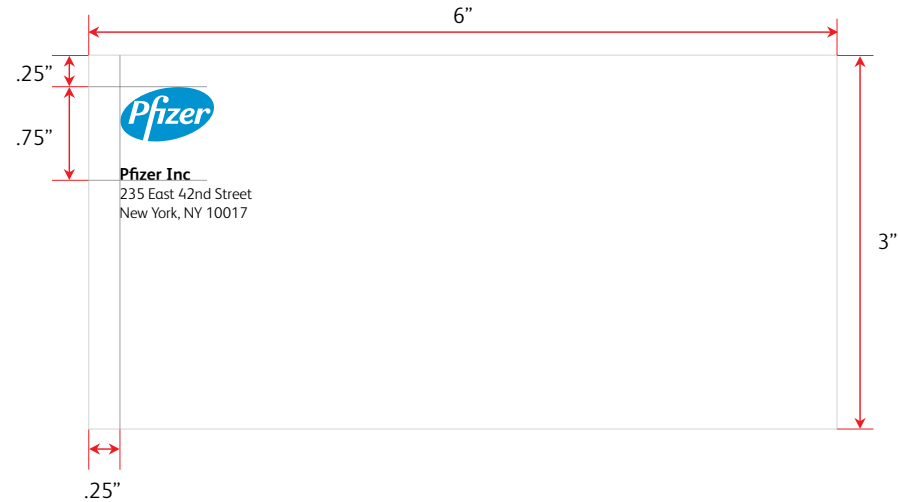 6”
.25”
Pfizer
.75”
Pfizer Inc
235 East 42nd Street
New York, NY 10017
3”
.25”